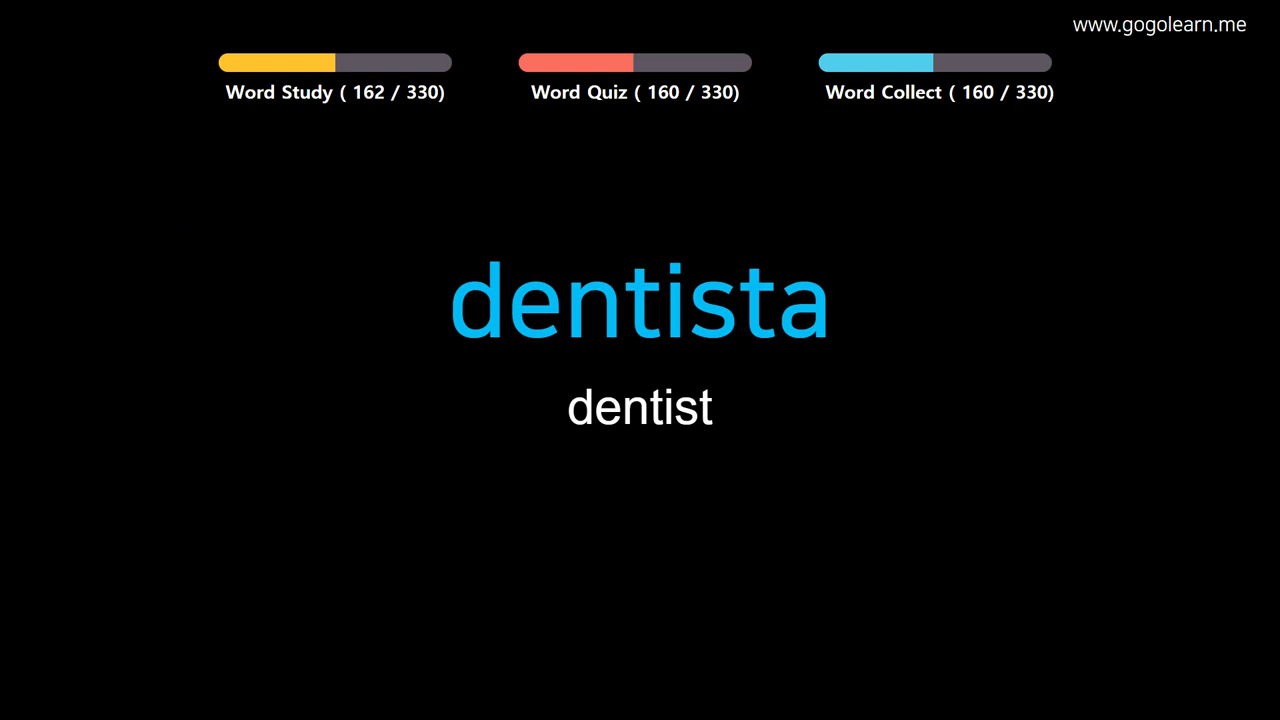 www.gogolearn.me
Word Study ( 162 / 330)
Word Quiz ( 160 / 330)
Word Collect ( 160 / 330)
dentista
dentist